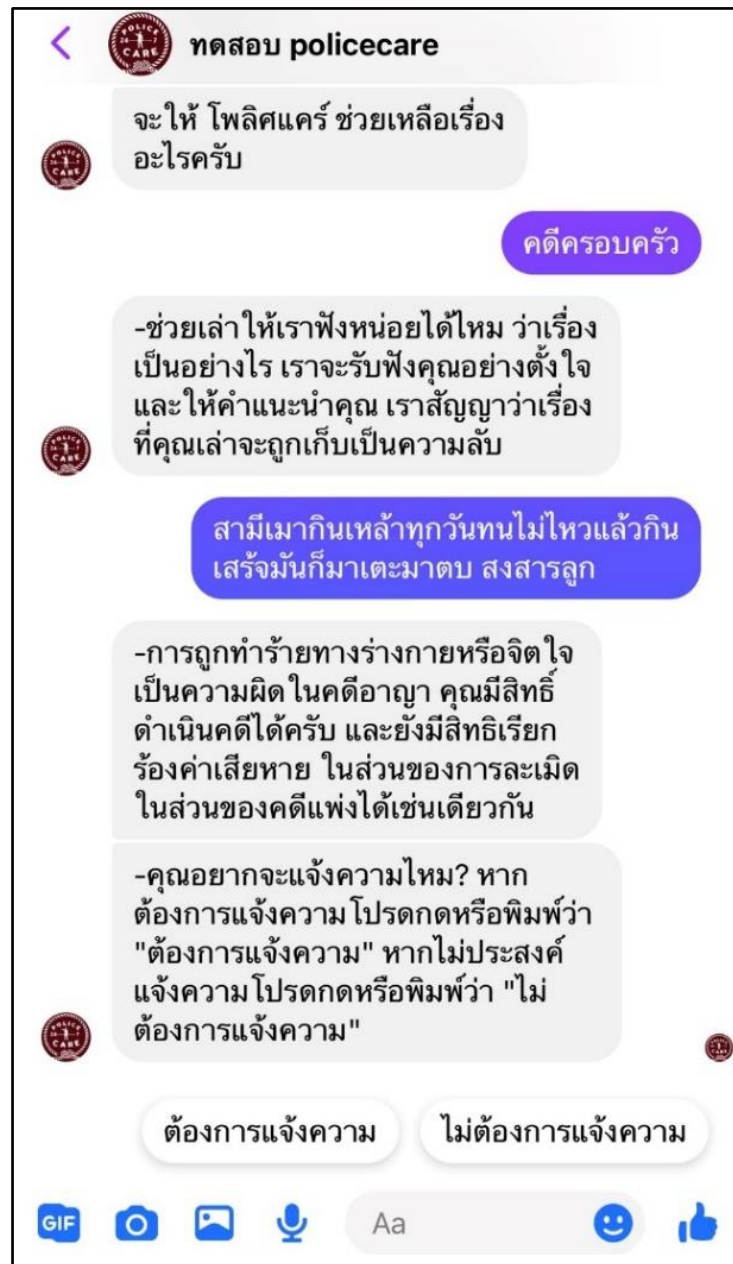 ทดสอบ policecare
จะให้ โพลิศแคร์ ช่วยเหลือเรื่อง
อะไรครับ
คดีครอบครัว
-ช่วยเล่าให้เราฟังหน่อยได้ไหม ว่าเรื่อง
เป็นอย่างไร เราจะรับฟังคุณอย่างตั้งใจ
และให้คำแนะนำคุณ เราสัญญาว่าเรื่อง
ที่คุณเล่าจะถูกเก็บเป็นความลับ
สามีเมากินเหล้าทุกวันทนไม่ไหวแล้วกิน
เสร้จมันก็มาเตะมาตบ สงสารลูก
-การถูกทำร้ายทางร่างกายหรือจิตใจ
เป็นความผิดในคดีอาญา คุณมีสิทธิ์
ดำเนินคดีได้ครับ และยังมีสิทธิเรียก
ร้องค่าเสียหาย ในส่วนของการละเมิด
ในส่วนของคดีแพ่งได้เช่นเดียวกัน
-คุณอยากจะแจ้งความไหม? หาก
ต้องการแจ้งความโปรดกดหรือพิมพ์ว่า
"ต้องการแจ้งความ" หากไม่ประสงค์
แจ้งความโปรดกดหรือพิมพ์ว่า "ไม่
ต้องการแจ้งความ"
ต้องการแจ้งความ
ไม่ต้องการแจ้งความ
GIF
Aa
POLICE
24 7
CARE